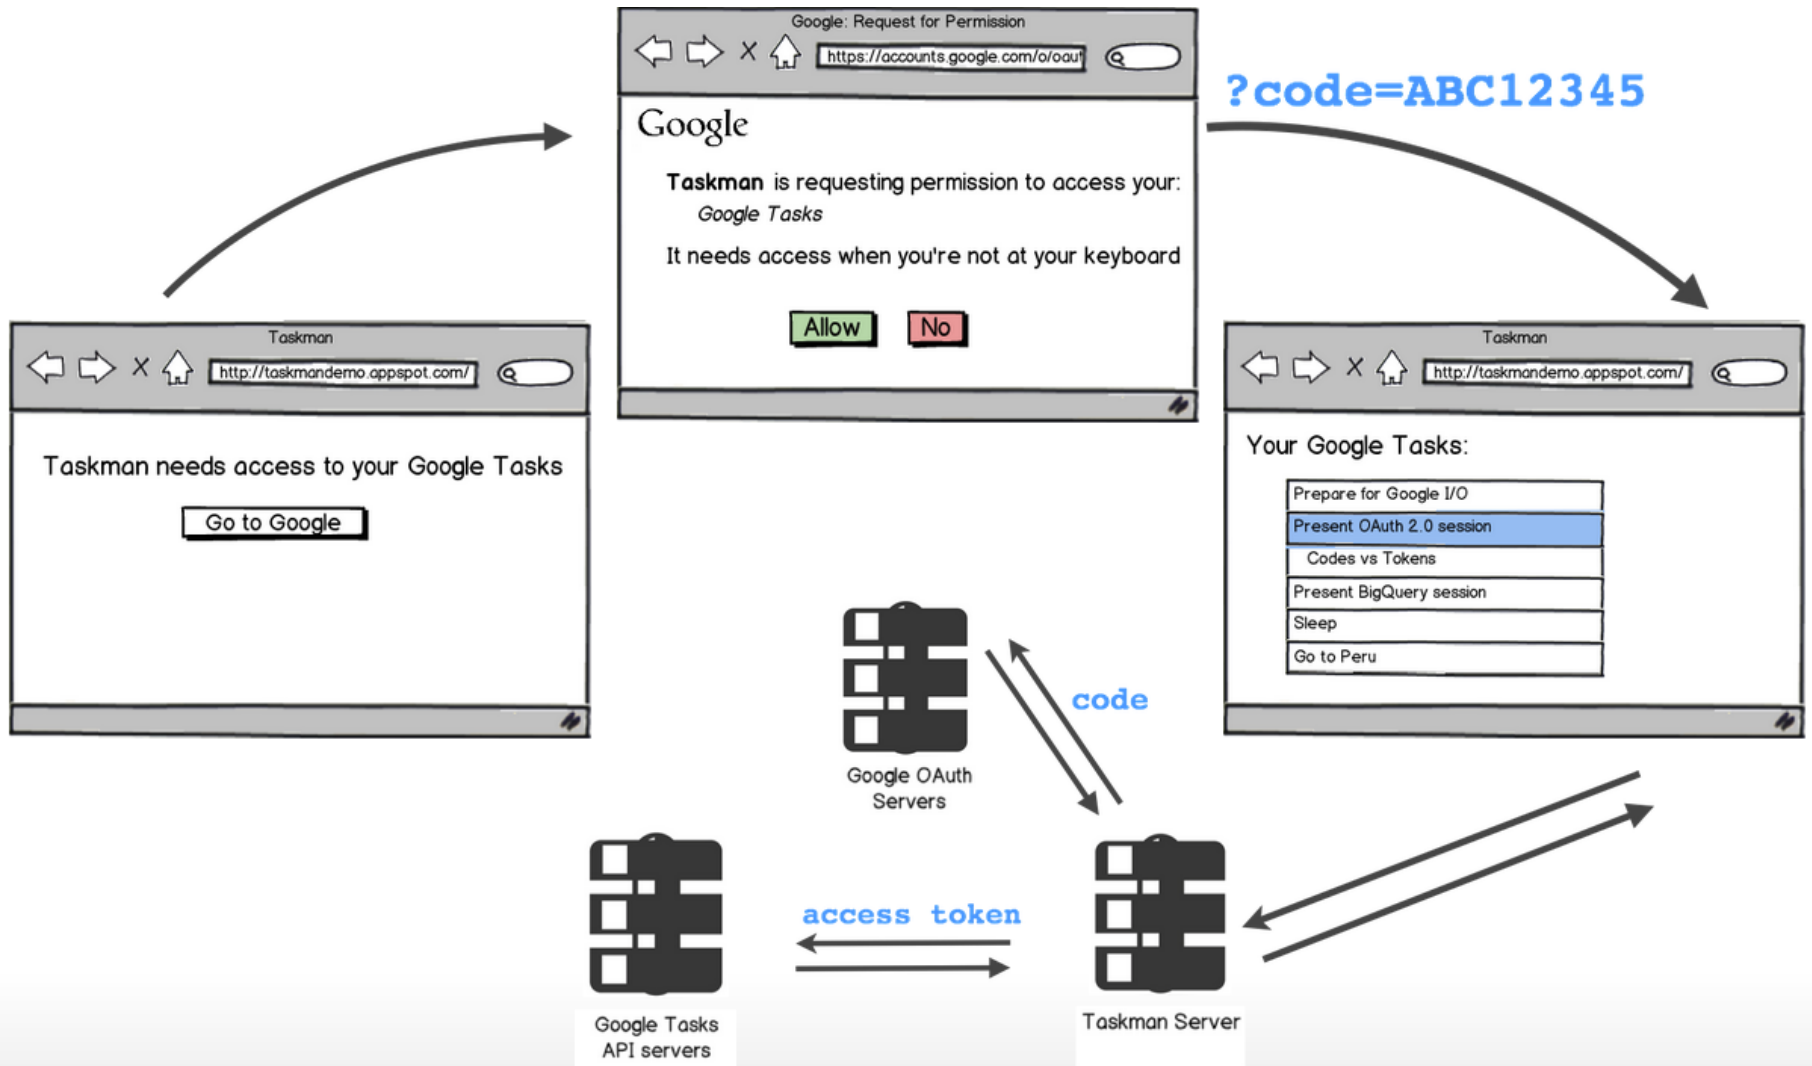 Google: Request for Permission
https://accounts.google.com/o/oaut
?code=ABC12345
Google
Taskman is requesting permission to access your:
Google Tasks
It needs access when you're not at your keyboard
Allow
No
Taskman
http://taskmandemo.appspot.com/
Taskman needs access to your Google Tasks
Go to Google
Taskman
http://taskmandemo.appspot.com/
Your Google Tasks:
Prepare for Google I/O
Present OAuth 2.0 session
Codes vs Tokens
Present BigQuery session
Sleep
Go to Peru
code
Google OAuth
Servers
access token
Google Tasks
API servers
Taskman Server